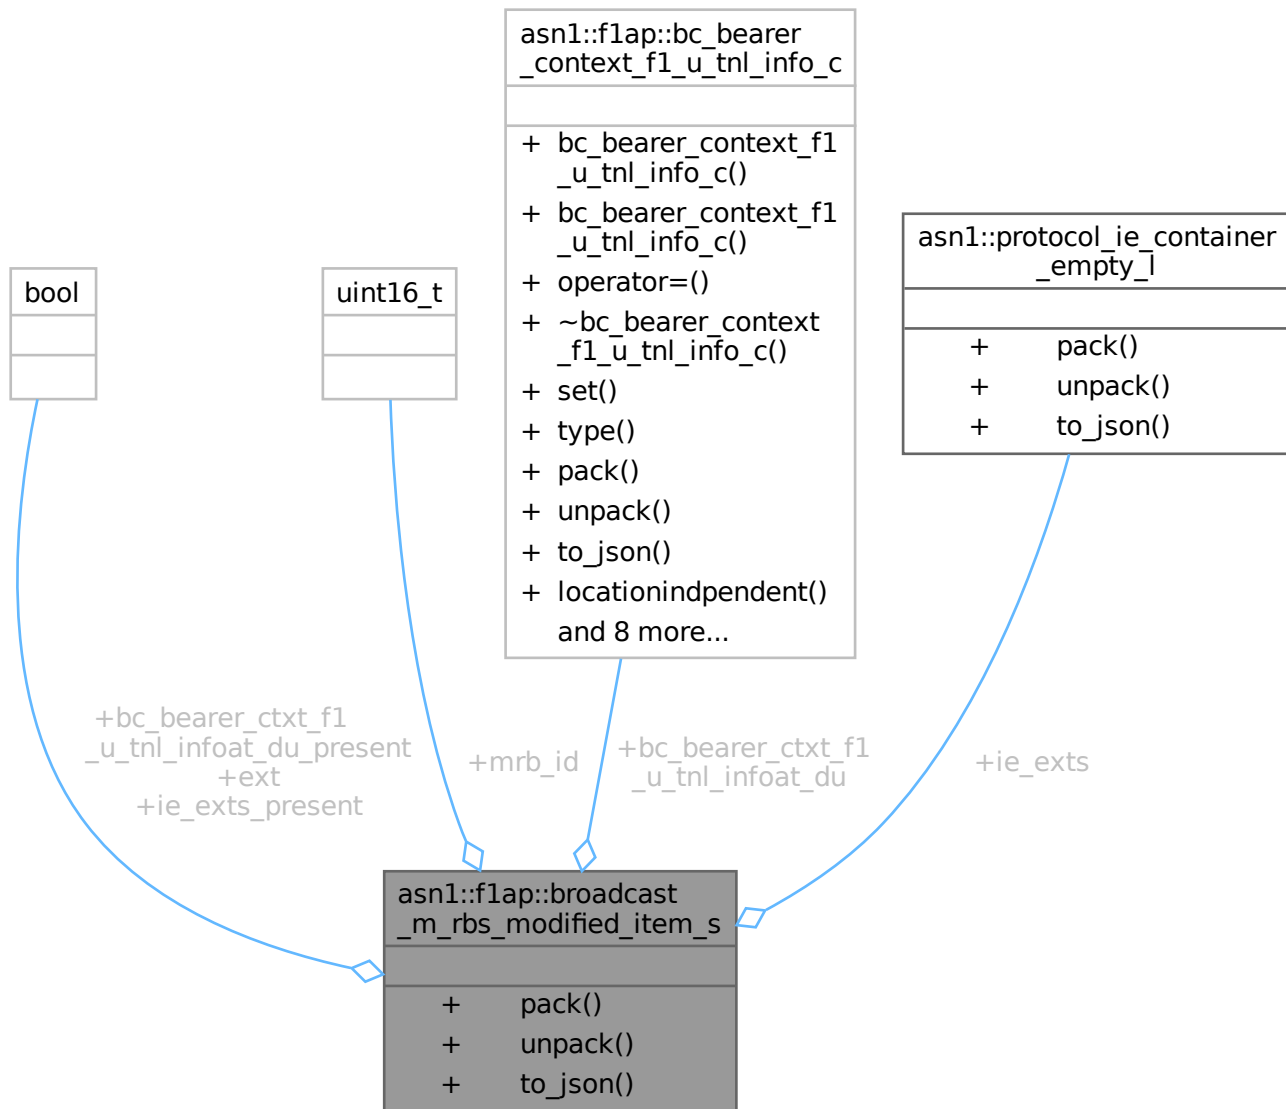 asn1::f1ap::bc_bearer
_context_f1_u_tnl_info_c
+ bc_bearer_context_f1
_u_tnl_info_c()
+ bc_bearer_context_f1
_u_tnl_info_c()
+ operator=()
+ ~bc_bearer_context
_f1_u_tnl_info_c()
+ set()
+ type()
+ pack()
+ unpack()
+ to_json()
+ locationindpendent()
and 8 more...
asn1::protocol_ie_container
_empty_l
+ pack()
+ unpack()
+ to_json()
bool
uint16_t
+bc_bearer_ctxt_f1
_u_tnl_infoat_du_present
+ext
+ie_exts_present
+mrb_id
+bc_bearer_ctxt_f1
_u_tnl_infoat_du
+ie_exts
asn1::f1ap::broadcast
_m_rbs_modified_item_s
+ pack()
+ unpack()
+ to_json()